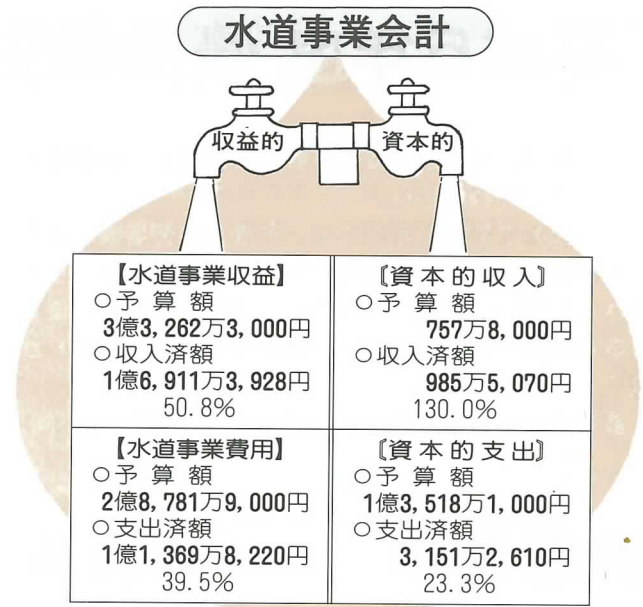 水道事業会計
収益的
資本的
【水道事業収益】
○予算額
3億3,262万3,000円
○収入済額
1億6,911万3,928円
50.8%
〔資本的収入〕
○予算額
757万8,000円
○収入済額
985万5,070円
130.0%
【水道事業費用】
○予算額
2億8,781万9,000円
○支出済額
1億1,369万8,220円
39.5%
〔資本的支出〕
○予算額
1億3,518万1,000円
○支出済額
3,151万2,610円
23.3%